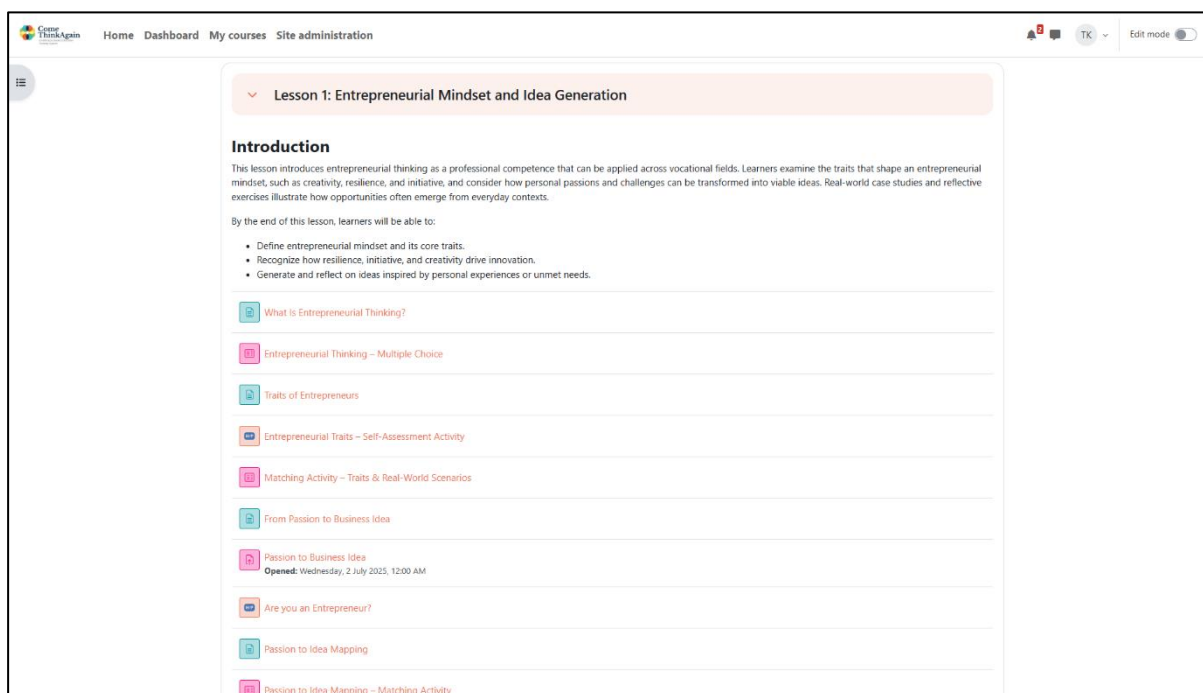 Come
ThinkAgain
Home Dashboard My courses Site administration
2
TK
Edit mode
Lesson 1: Entrepreneurial Mindset and Idea Generation
Introduction
This lesson introduces entrepreneurial thinking as a professional competence that can be applied across vocational fields. Learners examine the traits that shape an entrepreneurial
mindset, such as creativity, resilience, and initiative, and consider how personal passions and challenges can be transformed into viable ideas. Real-world case studies and reflective
exercises illustrate how opportunities often emerge from everyday contexts.
By the end of this lesson, learners will be able to:
• Define entrepreneurial mindset and its core traits.
• Recognize how resilience, initiative, and creativity drive innovation.
• Generate and reflect on ideas inspired by personal experiences or unmet needs.
What Is Entrepreneurial Thinking?
Entrepreneurial Thinking – Multiple Choice
Traits of Entrepreneurs
Entrepreneurial Traits – Self-Assessment Activity
Matching Activity – Traits & Real-World Scenarios
From Passion to Business Idea
Passion to Business Idea
Opened: Wednesday, 2 July 2025, 12:00 AM
Are you an Entrepreneur?
Passion to Idea Mapping
Passion to Idea Mapping – Matching Activity